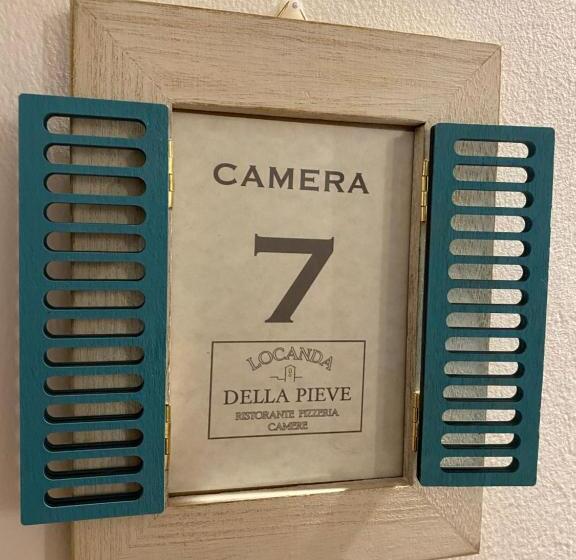 CAMERA
7
LOCANDA
DELLA PIEVE
RISTORANTE PIZZERIA
CAMERE